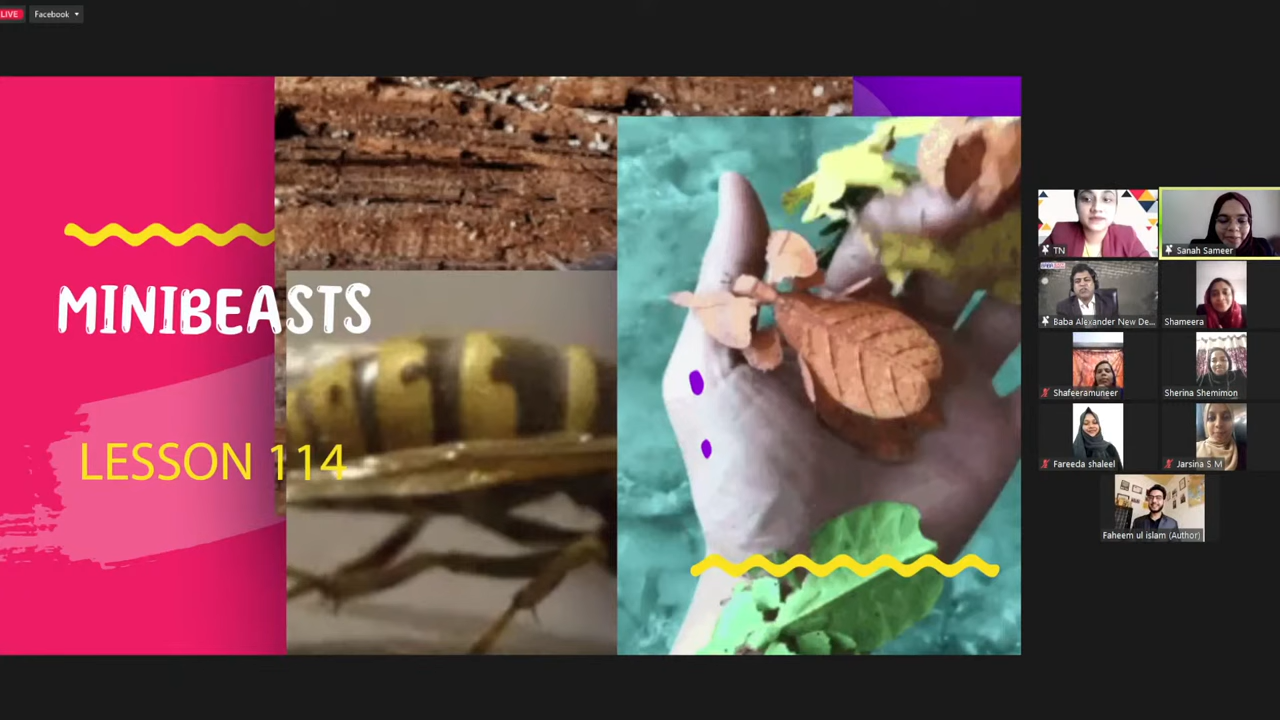 LIVE
Facebook
MINIBEASTS
LESSON 114
TN
Sanah Sameer
Baba Alexander New De...
Shameera
Shafeeramuneer
Sherina Shemimon
Fareeda shaleel
Jarsina S M
Faheem ul islam (Author)